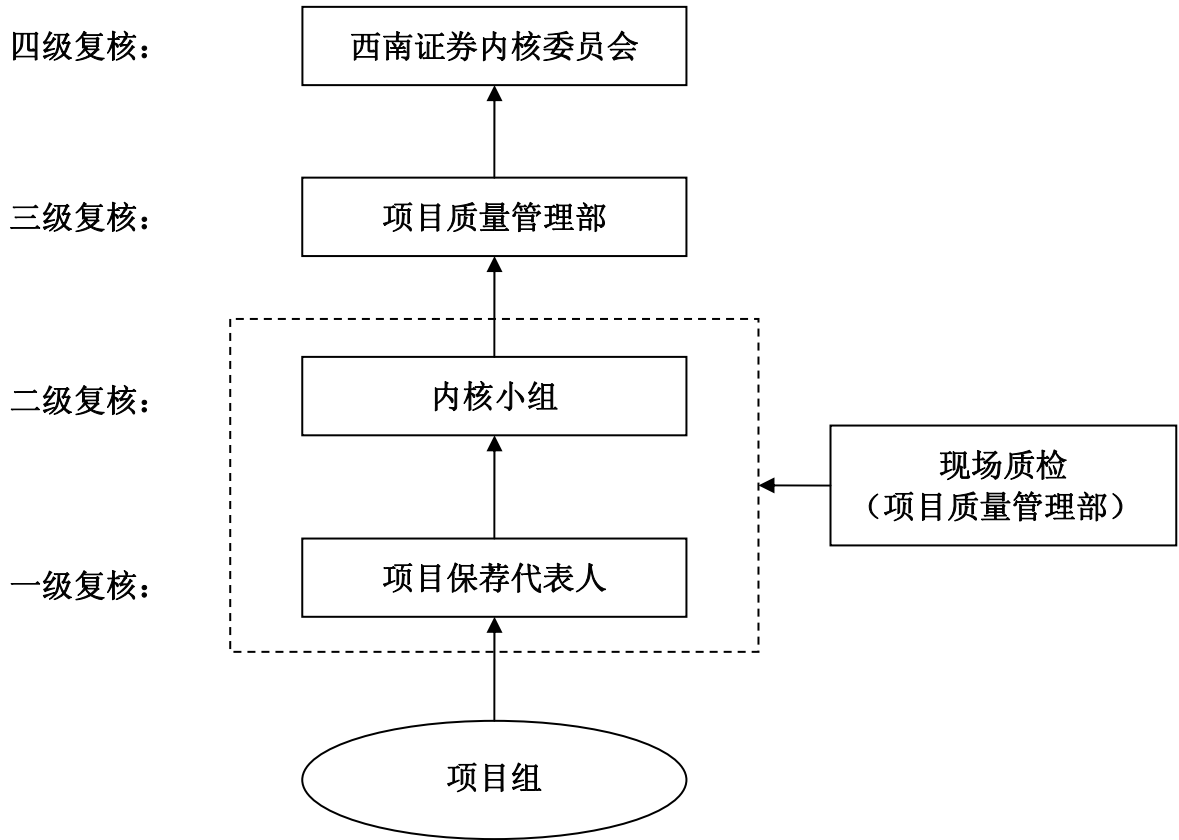 四级复核：
西南证券内核委员会
三级复核：
项目质量管理部
二级复核：
内核小组
现场质检
（项目质量管理部）
一级复核：
项目保荐代表人
项目组